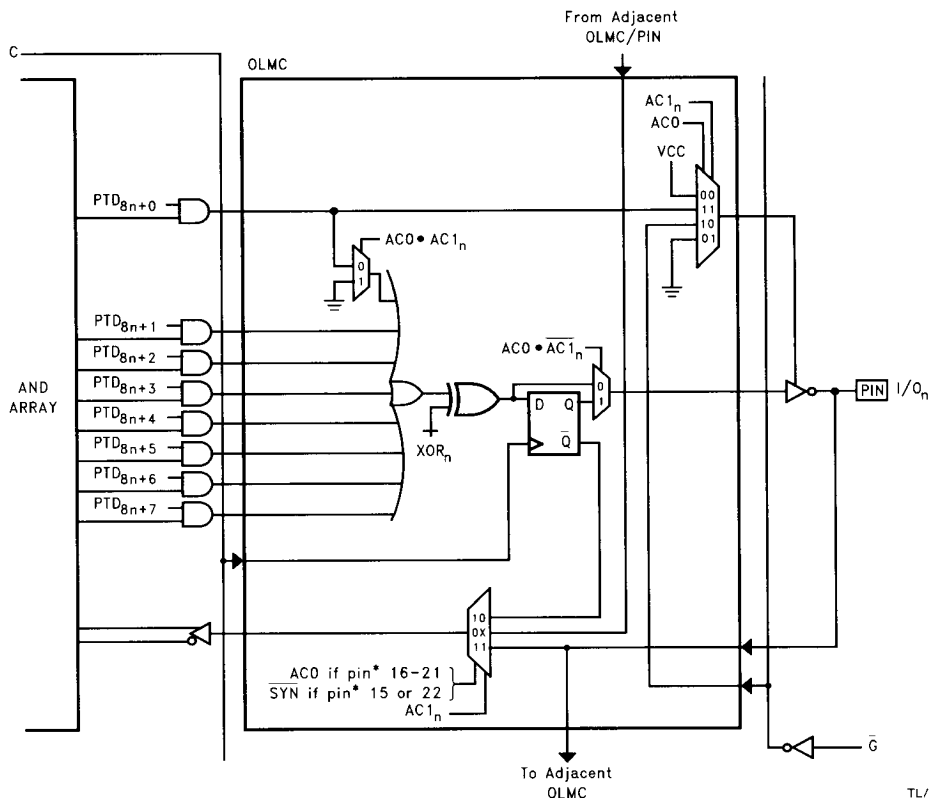 From Adjacent
OLMC/PIN
C
OLMC
AC1n
AC0
VCC
00
11
10
01
PTD8n+0
AC0 • AC1n
0
1
PTD8n+1
PTD8n+2
PTD8n+3
PTD8n+4
PTD8n+5
PTD8n+6
PTD8n+7
AND
ARRAY
AC0 • A̅C̅1̅n
0
1
D Q
Q̅
XORn
PIN I/On
10
0X
11
AC0 if pin* 16-21
S̅Y̅N̅ if pin* 15 or 22
AC1n
G̅
To Adjacent
OLMC
TL/